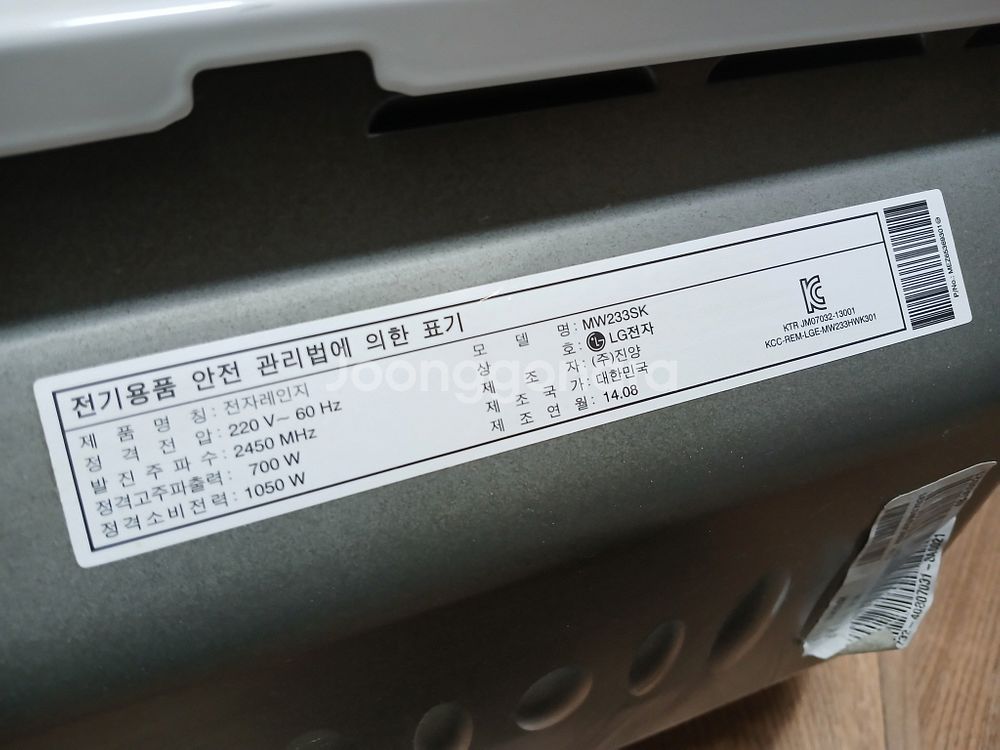 전기용품 안전 관리법에 의한 표기
제품명칭 : 전자레인지
정격전압 : 220 V~ 60 Hz
발진주파수 : 2450 MHz
정격고주파출력 : 700 W
정격소비전력 : 1050 W
모델명 : MW233SK
상호 : LG전자
제조자 : (주)진양
제조국가 : 대한민국
제조연월 : 14.08
KTR JM07032-13001
KCC-REM-LGE-MW233HWK301
Joonggonara